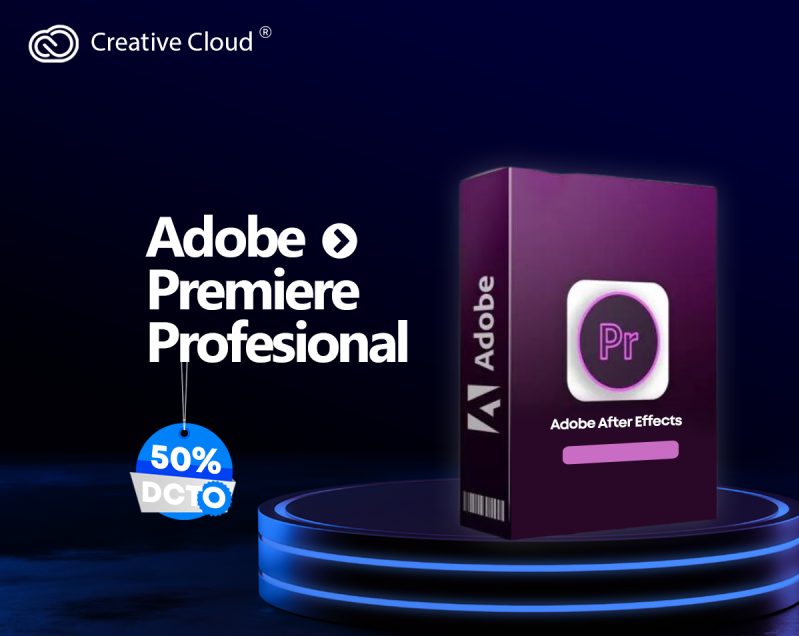 Creative Cloud ®
Adobe
Premiere
Profesional
50%
DCTO
Adobe
Pr
Adobe After Effects